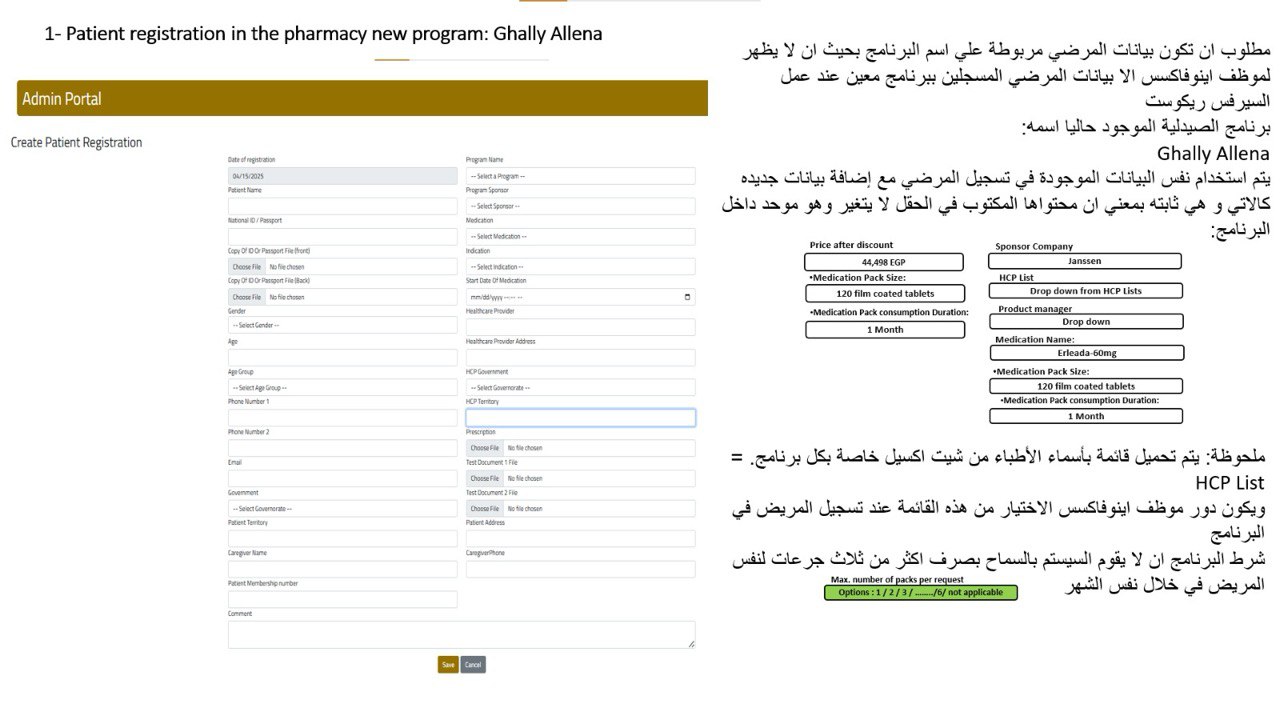 1- Patient registration in the pharmacy new program: Ghally Allena
Admin Portal
Create Patient Registration
Date of registration
04/15/2025
Patient Name
National ID / Passport
Copy Of ID Or Passport File (front)
Choose File No file chosen
Copy Of ID Or Passport File (Back)
Choose File No file chosen
Gender
-- Select Gender --
Age
Age Group
-- Select Age Group --
Phone Number 1
Phone Number 2
Email
Government
-- Select Governorate --
Patient Territory
Caregiver Name
Patient Membership number
Comment
Program Name
-- Select a Program --
Program Sponsor
-- Select Sponsor --
Medication
-- Select Medication --
Indication
-- Select Indication --
Start Date Of Medication
mm/dd/yyyy --:-- --
Healthcare Provider
Healthcare Provider Address
HCP Government
-- Select Governorate --
HCP Territory
Prescription
Choose File No file chosen
Test Document 1 File
Choose File No file chosen
Test Document 2 File
Choose File No file chosen
Patient Address
CaregiverPhone
Save Cancel
مطلوب ان تكون بيانات المرضي مربوطة علي اسم البرنامج بحيث ان لا يظهر
لموظف اينوفاكسس الا بيانات المرضي المسجلين ببرنامج معين عند عمل
السيرفس ريكوست
برنامج الصيدلية الموجود حاليا اسمه:
Ghally Allena
يتم استخدام نفس البيانات الموجودة في تسجيل المرضي مع إضافة بيانات جديده
كالاتي و هي ثابته بمعني ان محتواها المكتوب في الحقل لا يتغير وهو موحد داخل
البرنامج:
Price after discount
44,498 EGP
•Medication Pack Size:
120 film coated tablets
•Medication Pack consumption Duration:
1 Month
Sponsor Company
Janssen
HCP List
Drop down from HCP Lists
Product manager
Drop down
Medication Name:
Erleada-60mg
•Medication Pack Size:
120 film coated tablets
•Medication Pack consumption Duration:
1 Month
ملحوظة: يتم تحميل قائمة بأسماء الأطباء من شيت اكسيل خاصة بكل برنامج. =
HCP List
ويكون دور موظف اينوفاكسس الاختيار من هذه القائمة عند تسجيل المريض في
البرنامج
شرط البرنامج ان لا يقوم السيستم بالسماح بصرف اكثر من ثلاث جرعات لنفس
المريض في خلال نفس الشهر
Max. number of packs per request
Options : 1 / 2 / 3 / ......../6/ not applicable